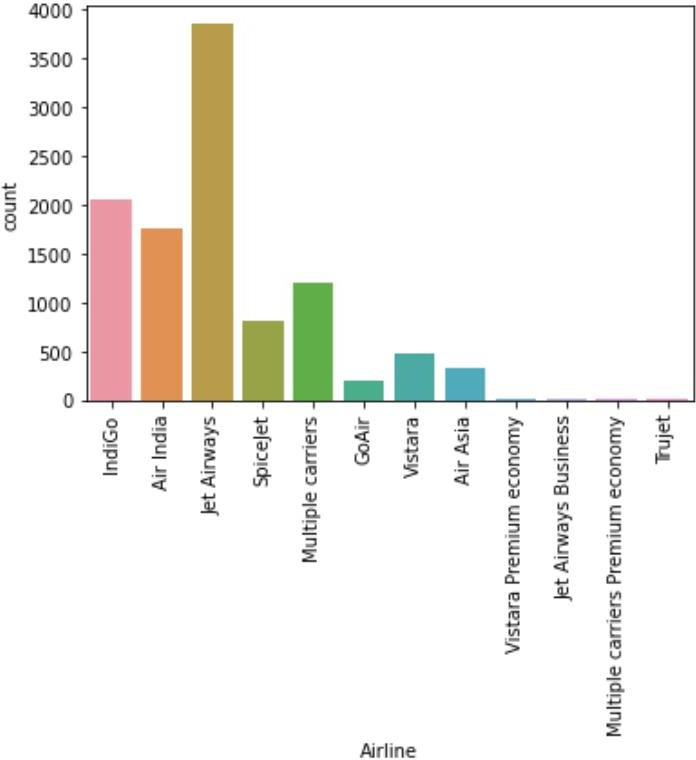 4000
3500
3000
2500
2000
1500
1000
500
0
count
IndiGo
Air India
Jet Airways
SpiceJet
Multiple carriers
GoAir
Vistara
Air Asia
Vistara Premium economy
Jet Airways Business
Multiple carriers Premium economy
Trujet
Airline